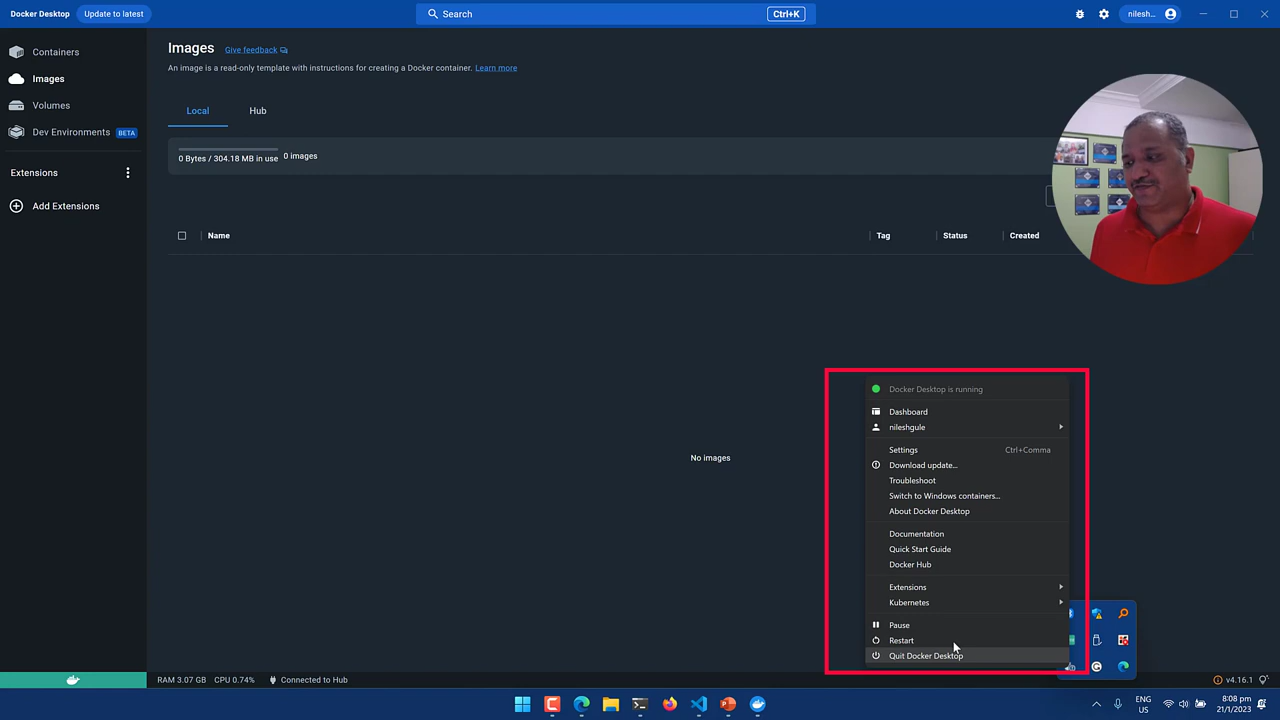 Docker Desktop
Update to latest
Search
Ctrl+K
nilesh...
Containers
Images
Volumes
Dev Environments
BETA
Extensions
Add Extensions
Images
Give feedback
An image is a read-only template with instructions for creating a Docker container. Learn more
Local
Hub
0 Bytes / 304.18 MB in use
0 images
Name
Tag
Status
Created
No images
Docker Desktop is running
Dashboard
nileshgule
Settings Ctrl+Comma
Download update...
Troubleshoot
Switch to Windows containers...
About Docker Desktop
Documentation
Quick Start Guide
Docker Hub
Extensions
Kubernetes
Pause
Restart
Quit Docker Desktop
RAM 3.07 GB CPU 0.74% Connected to Hub
v4.16.1
ENG
US
8:08 pm
21/1/2023